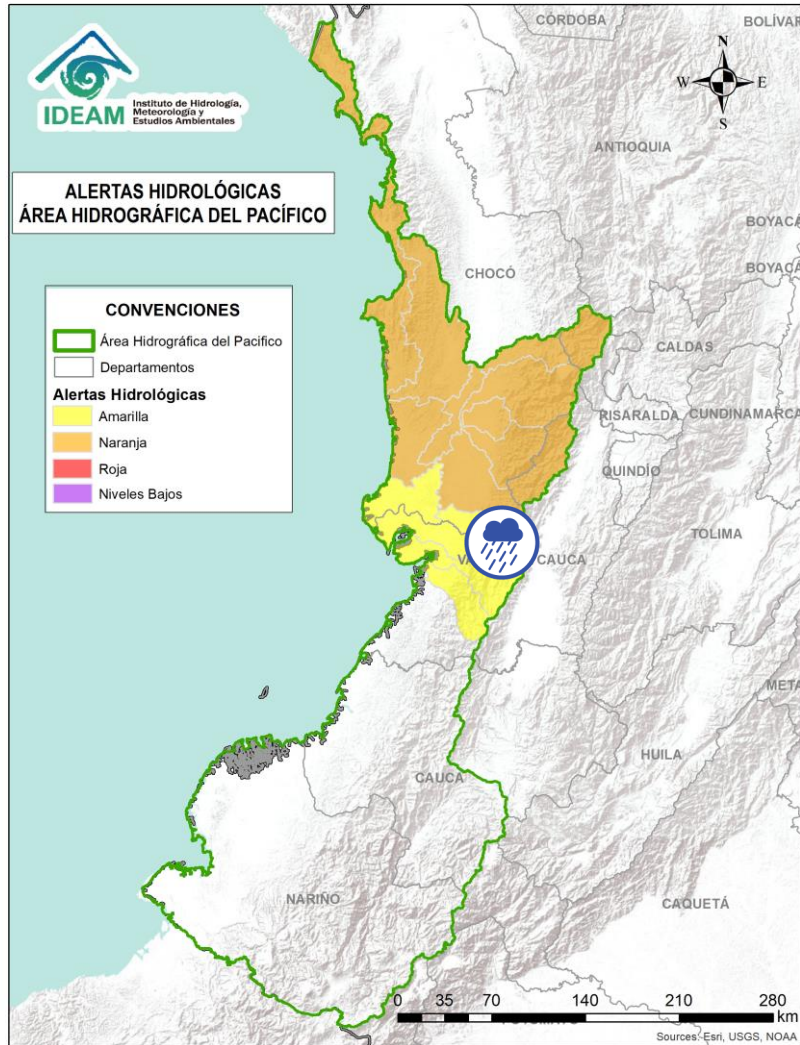 CÓRDOBA
BOLÍVAR
N
W
E
S
IDEAM
Instituto de Hidrología,
Meteorología y
Estudios Ambientales
ANTIOQUIA
ALERTAS HIDROLÓGICAS
ÁREA HIDROGRÁFICA DEL PACÍFICO
BOYACÁ
BOYACÁ
CHOCÓ
CONVENCIONES
Área Hidrográfica del Pacifico
Departamentos
Alertas Hidrológicas
Amarilla
Naranja
Roja
Niveles Bajos
CALDAS
RISARALDA
CUNDINAMARCA
QUINDÍO
TOLIMA
CAUCA
META
HUILA
CAUCA
NARIÑO
CAQUETÁ
0 35 70 140 210 280
km
Sources: Esri, USGS, NOAA